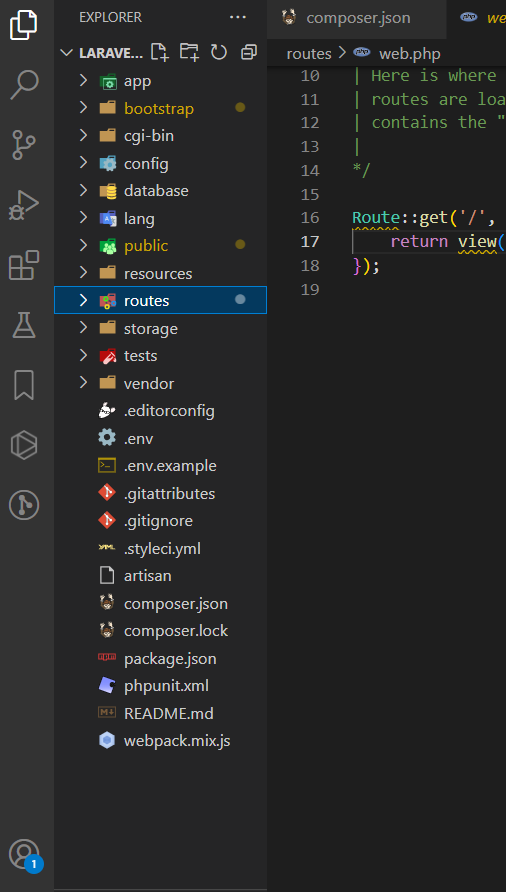 EXPLORER
composer.json
we
LARAVE...
routes > web.php
app
bootstrap
cgi-bin
config
database
lang
public
resources
routes
storage
tests
vendor
.editorconfig
.env
.env.example
.gitattributes
.gitignore
.styleci.yml
artisan
composer.json
composer.lock
package.json
phpunit.xml
README.md
webpack.mix.js
10 | Here is where
11 | routes are loa
12 | contains the "
13 |
14 */
15
16 Route::get('/',
17 return view(
18 });
19
1